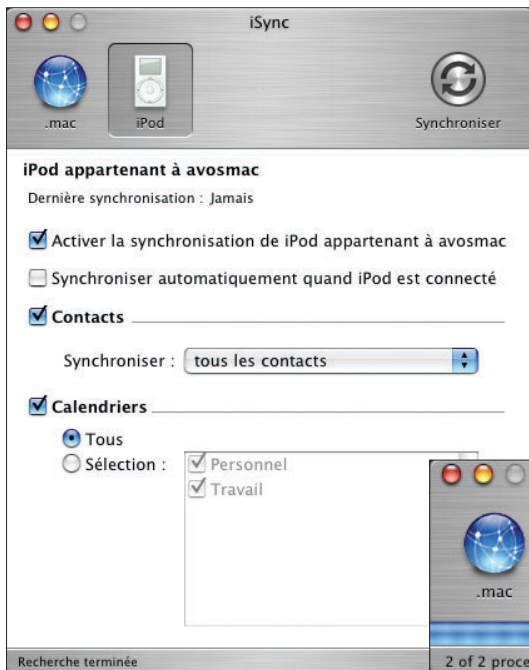 iSync
.mac
iPod
Synchroniser
iPod appartenant à avosmac
Dernière synchronisation : Jamais
Activer la synchronisation de iPod appartenant à avosmac
Synchroniser automatiquement quand iPod est connecté
Contacts
Synchroniser : tous les contacts
Calendriers
Tous
Sélection :
Personnel
Travail
.mac
Recherche terminée
2 of 2 proce